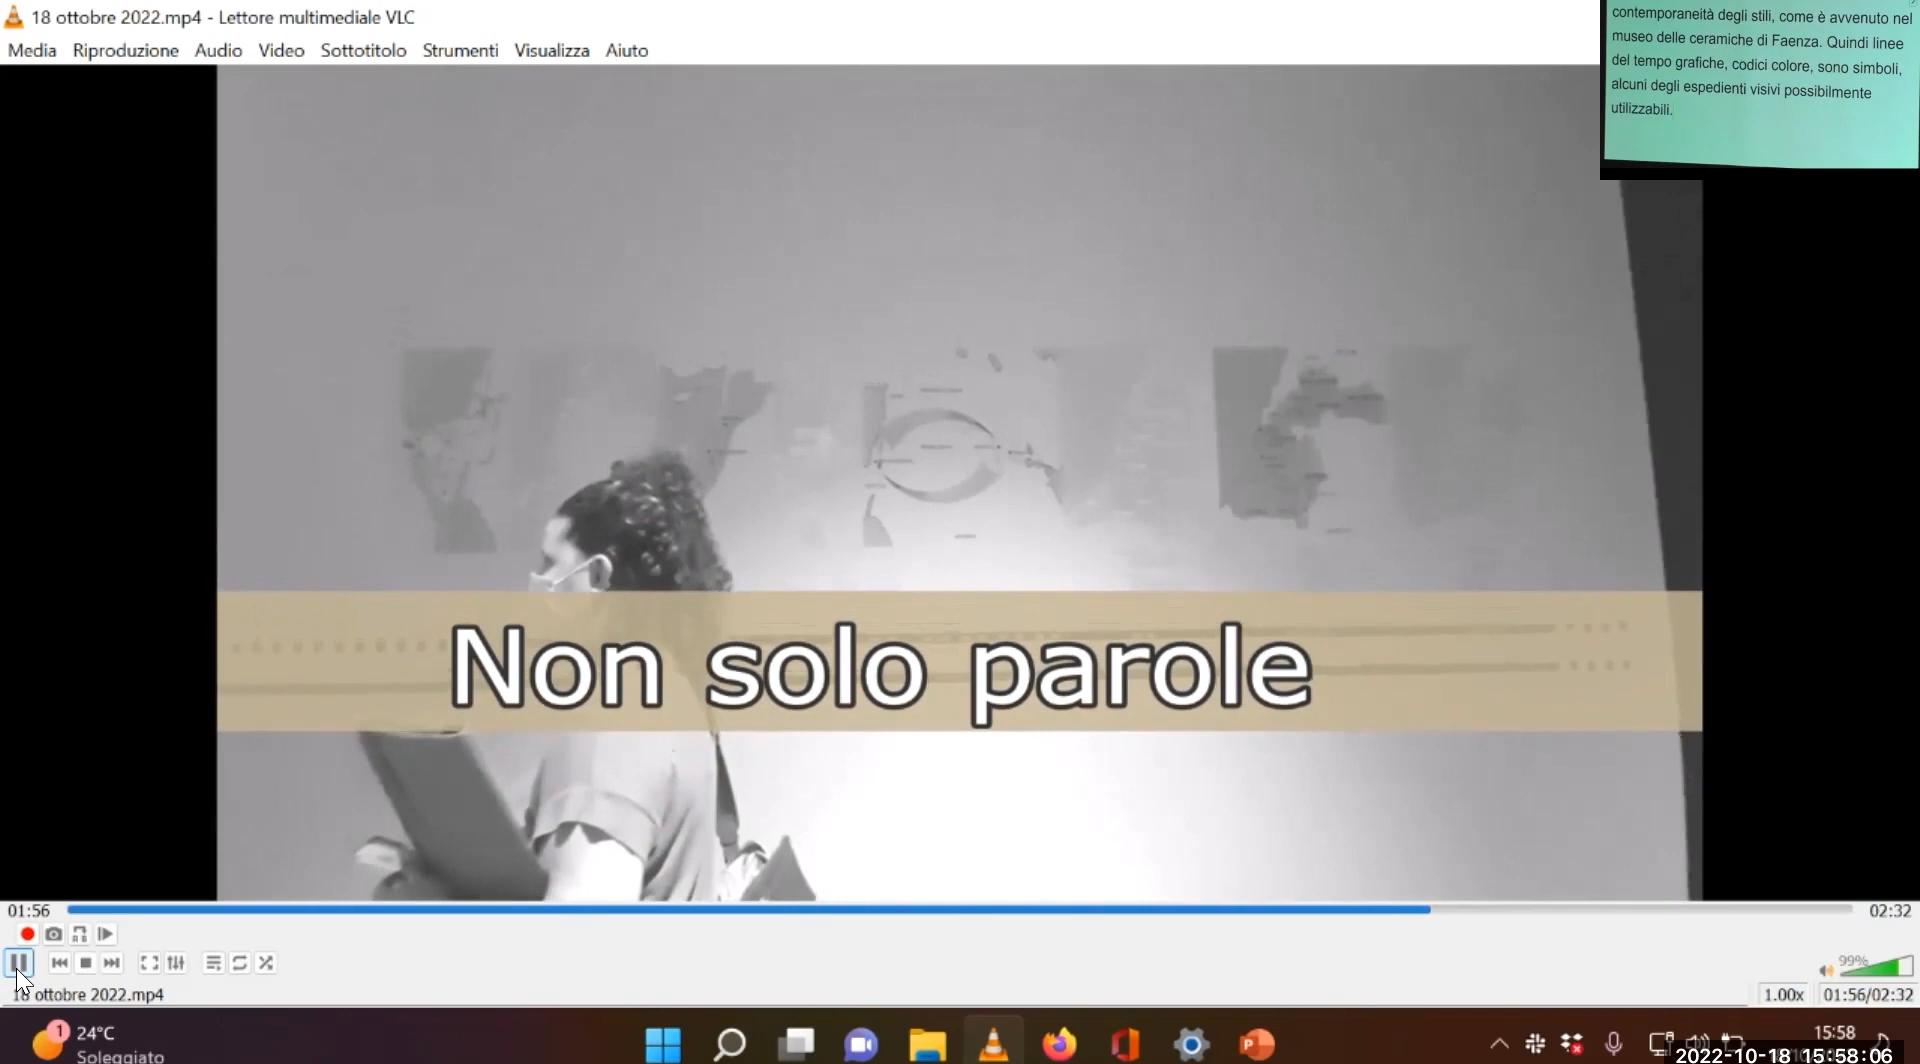 18 ottobre 2022.mp4 - Lettore multimediale VLC
Media Riproduzione Audio Video Sottotitolo Strumenti Visualizza Aiuto
contemporaneità degli stili, come è avvenuto nel
museo delle ceramiche di Faenza. Quindi linee
del tempo grafiche, codici colore, sono simboli,
alcuni degli espedienti visivi possibilmente
utilizzabili.
Non solo parole
01:56
02:32
99%
18 ottobre 2022.mp4
1.00x
01:56/02:32
1
24°C
Soleggiato
15:58
2022-10-18 15:58:06